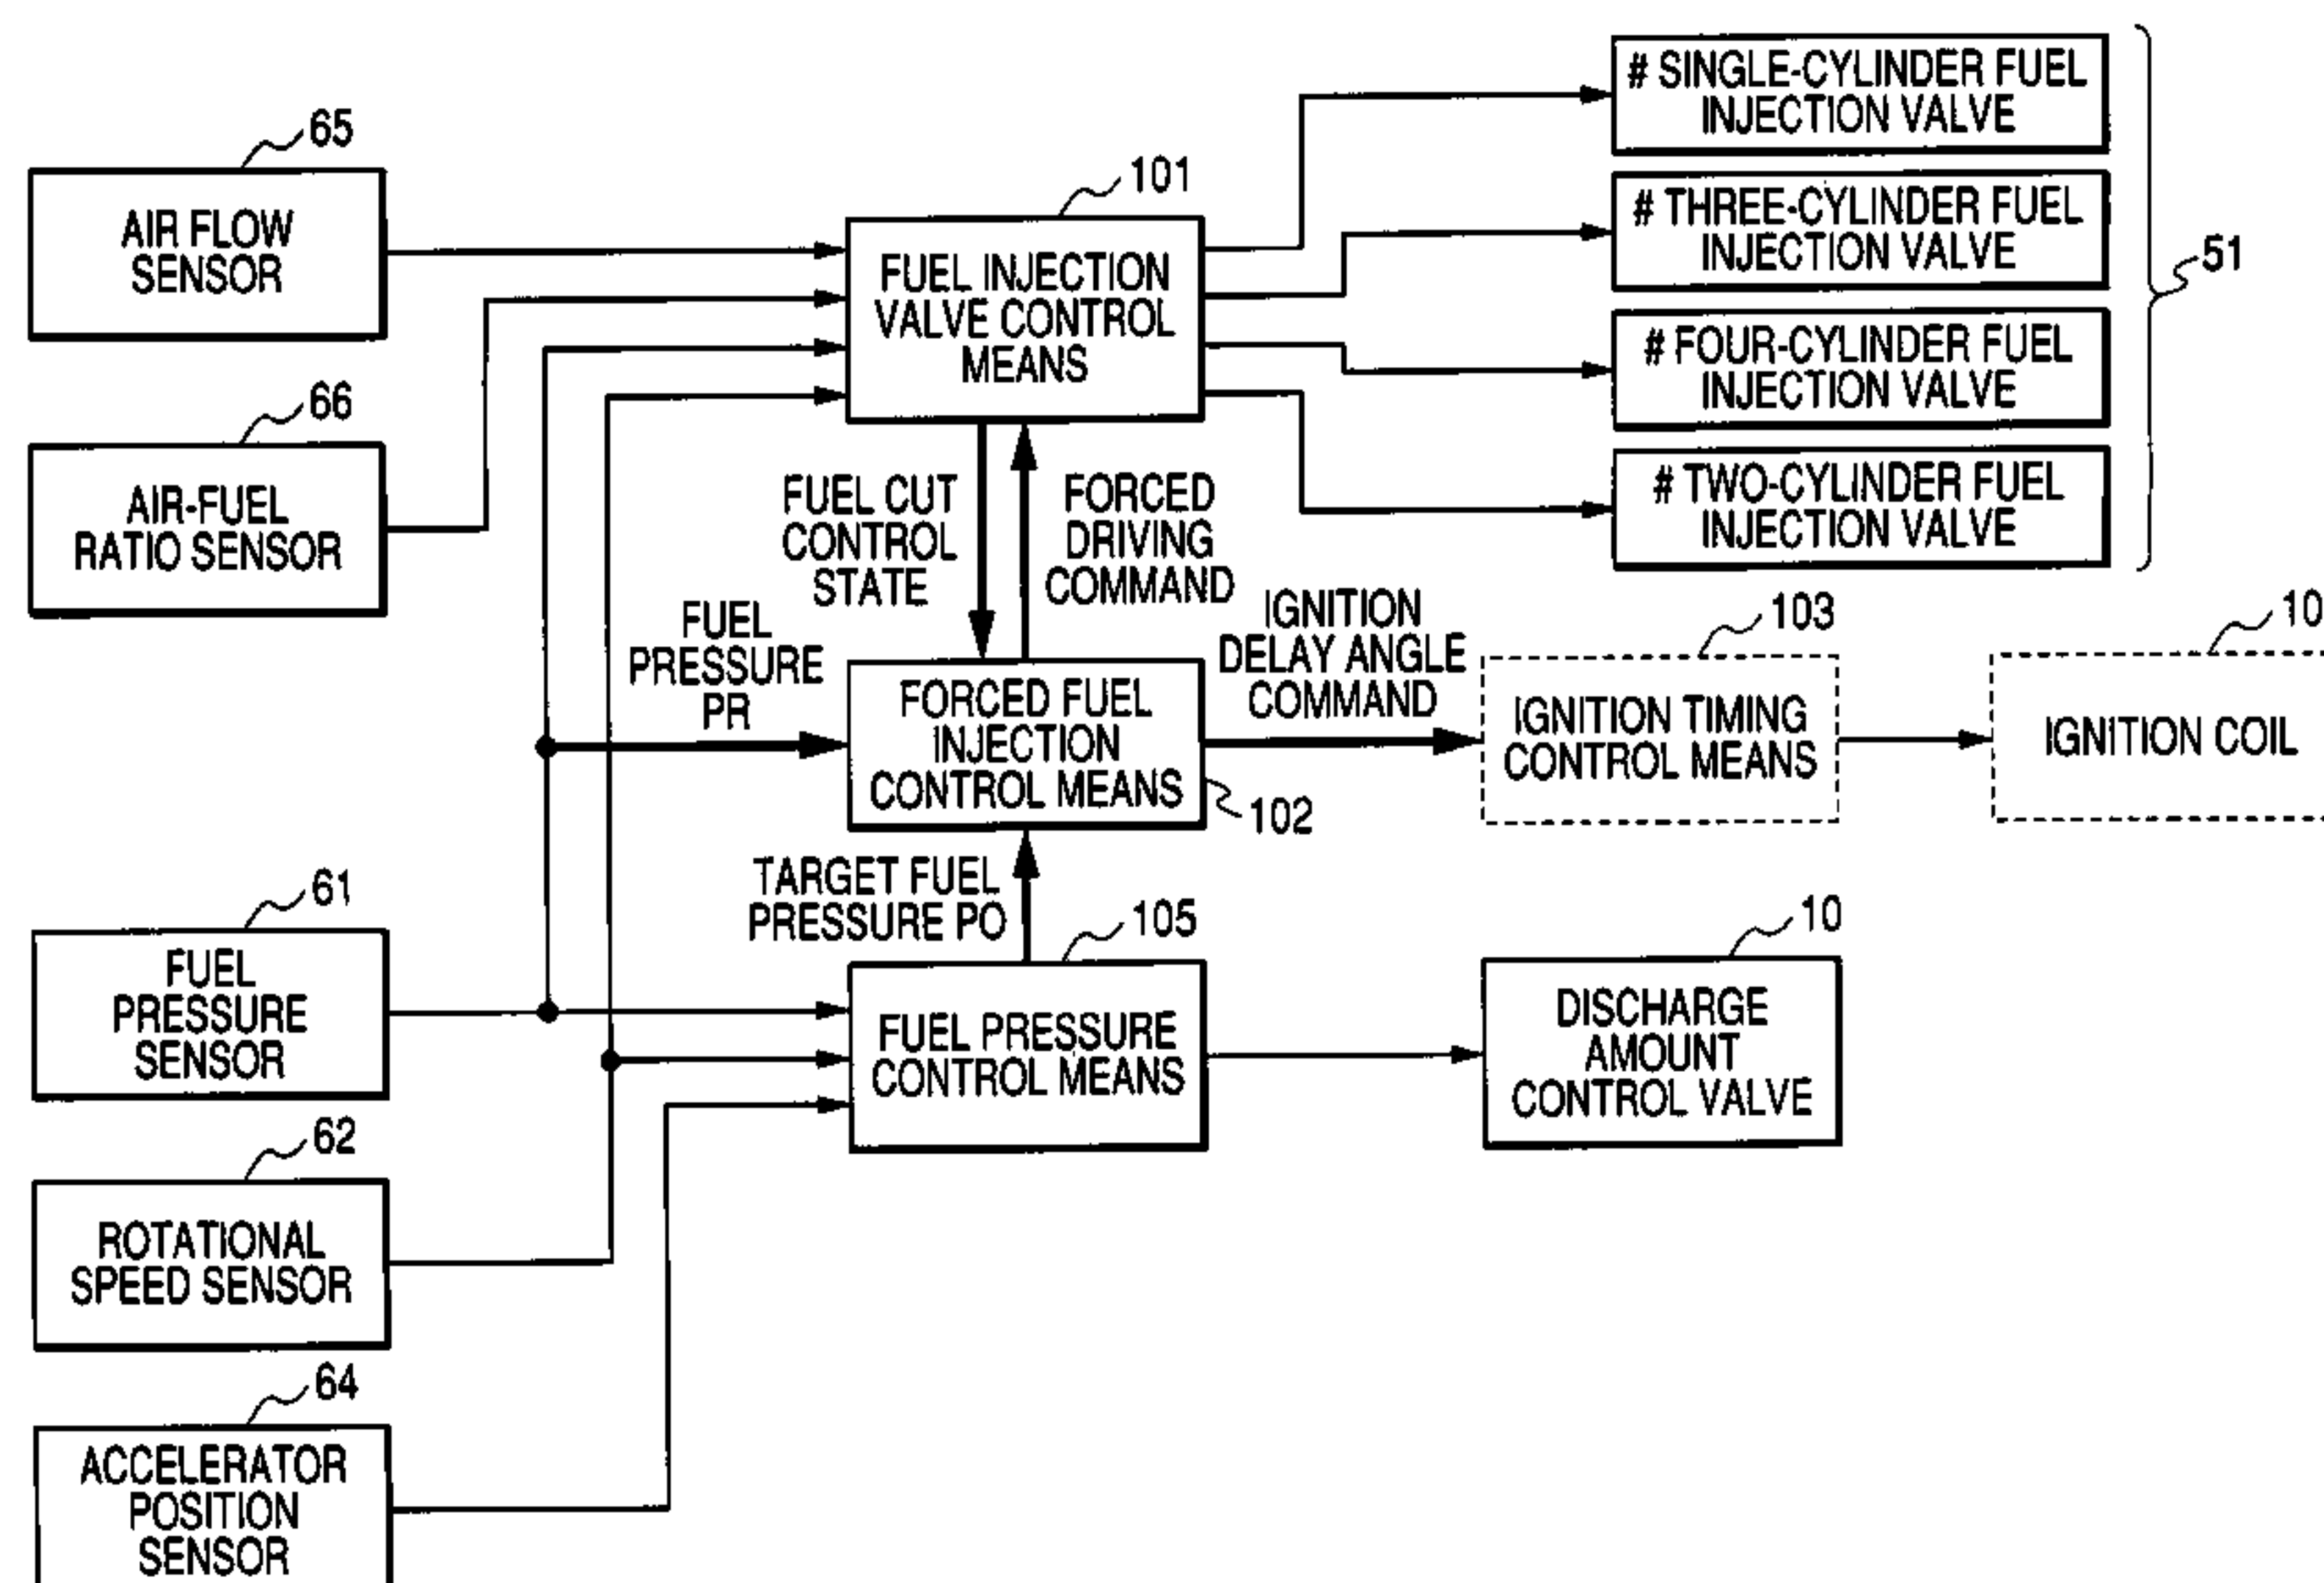 65
AIR FLOW
SENSOR
66
AIR-FUEL
RATIO SENSOR
61
FUEL
PRESSURE
SENSOR
62
ROTATIONAL
SPEED SENSOR
64
ACCELERATOR
POSITION
SENSOR
101
FUEL INJECTION
VALVE CONTROL
MEANS
FUEL CUT
CONTROL
STATE
FORCED
DRIVING
COMMAND
FUEL
PRESSURE
PR
FORCED FUEL
INJECTION
CONTROL MEANS
102
IGNITION
DELAY ANGLE
COMMAND
TARGET FUEL
PRESSURE PO
105
FUEL PRESSURE
CONTROL MEANS
# SINGLE-CYLINDER FUEL
INJECTION VALVE
# THREE-CYLINDER FUEL
INJECTION VALVE
# FOUR-CYLINDER FUEL
INJECTION VALVE
# TWO-CYLINDER FUEL
INJECTION VALVE
51
103
IGNITION TIMING
CONTROL MEANS
10
IGNITION COIL
10
DISCHARGE
AMOUNT
CONTROL VALVE